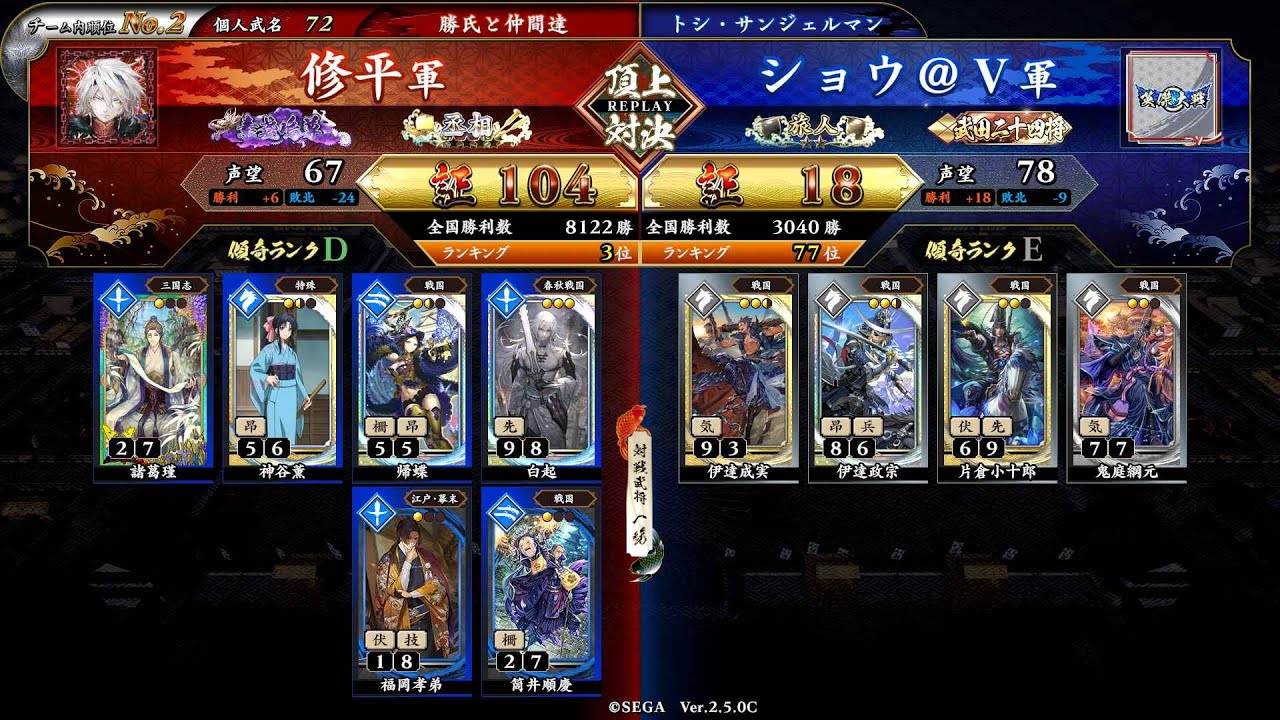 チーム内順位 No.2
個人武名 72
勝氏と仲間達
トシ・サンジェルマン
修平軍
頂上
REPLAY
対決
ショウ@V軍
英傑大戦
丞相
旅人
武田二十四将
声望 67
勝利 +6 敗北 -24
証 104
証 18
声望 78
勝利 +18 敗北 -9
全国勝利数 8122勝
全国勝利数 3040勝
傾奇ランクD
ランキング 3位
ランキング 77位
傾奇ランクE
三国志
2 7
諸葛瑾
特殊
昂
5 6
神谷薫
戦国
柵 昂
5 5
帰蝶
春秋戦国
先
9 8
白起
戦国
気
9 3
伊達成実
戦国
昂 兵
8 6
伊達政宗
戦国
伏 先
6 9
片倉小十郎
戦国
気
7 7
鬼庭綱元
対戦武将一覧
江戸・幕末
伏 技
1 8
福岡孝弟
戦国
柵
2 7
筒井順慶
©SEGA Ver.2.5.0C